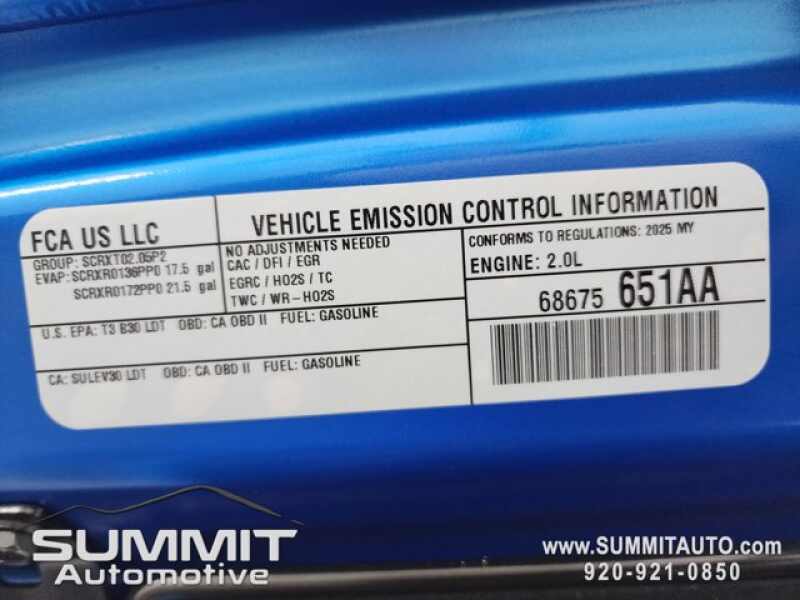 FCA US LLC
VEHICLE EMISSION CONTROL INFORMATION
GROUP: SCRXT02.05P2
EVAP: SCRXR0136PP0 17.5 gal
SCRXR0172PP0 21.5 gal
NO ADJUSTMENTS NEEDED
CAC / DFI / EGR
EGRC / HO2S / TC
TWC / WR-HO2S
CONFORMS TO REGULATIONS: 2025 MY
ENGINE: 2.0L
68675 651AA
U.S. EPA: T3 B30 LDT OBD: CA OBD II FUEL: GASOLINE
CA: SULEV30 LDT OBD: CA OBD II FUEL: GASOLINE
SUMMIT
Automotive
www.SUMMITAUTO.com
920-921-0850